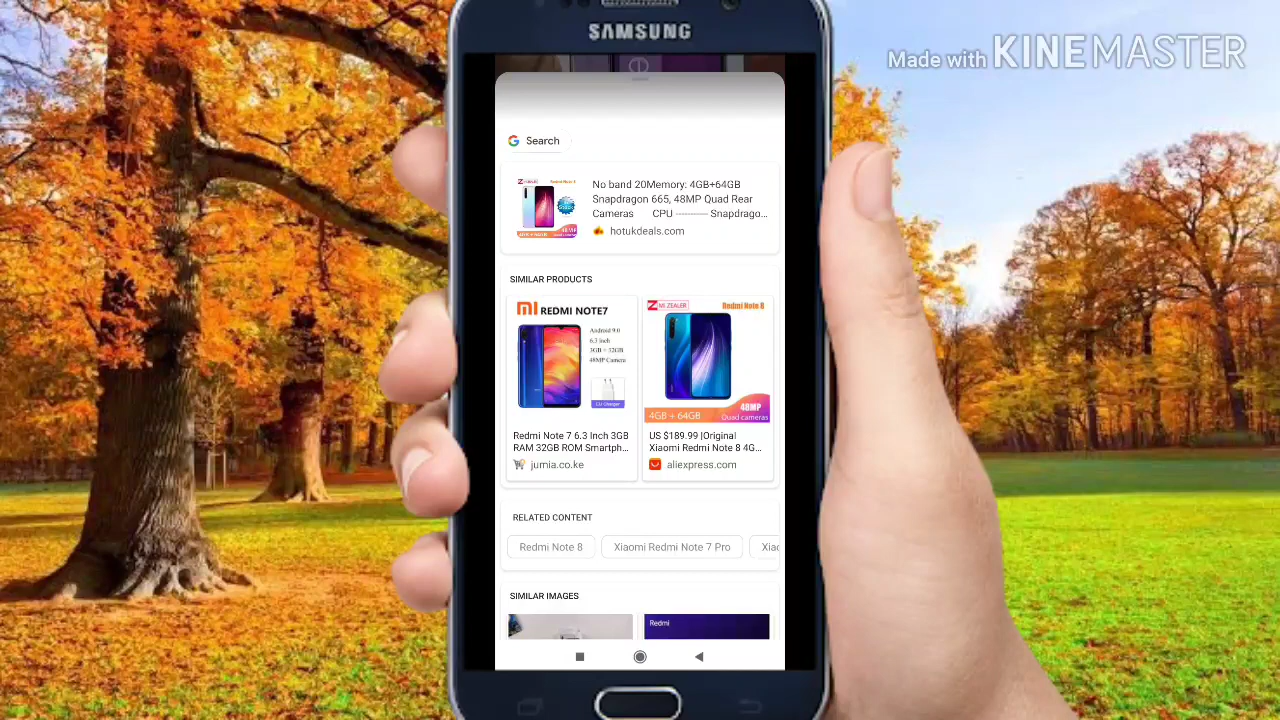 SAMSUNG
Made with KINEMASTER
Search
No band 20Memory: 4GB+64GB
Snapdragon 665, 48MP Quad Rear
Cameras CPU ---------- Snapdrago...
hotukdeals.com
SIMILAR PRODUCTS
REDMI NOTE7
Android 9.0
6.3 inch
3GB + 32GB
48MP Camera
EU Charger
Redmi Note 7 6.3 Inch 3GB
RAM 32GB ROM Smartph...
jumia.co.ke
MI ZEALER
Redmi Note 8
48MP
4GB + 64GB
Quad cameras
US $189.99 |Original
Xiaomi Redmi Note 8 4G...
aliexpress.com
RELATED CONTENT
Redmi Note 8
Xiaomi Redmi Note 7 Pro
Xiao
SIMILAR IMAGES
Redmi